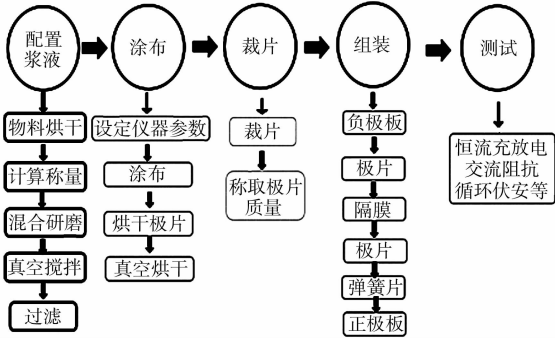 配置
浆液
涂布
裁片
组装
测试
物料烘干
计算称量
混合研磨
真空搅拌
过滤
设定仪器参数
涂布
烘干极片
真空烘干
裁片
称取极片
质量
负极板
极片
隔膜
极片
弹簧片
正极板
恒流充放电
交流阻抗
循环伏安等